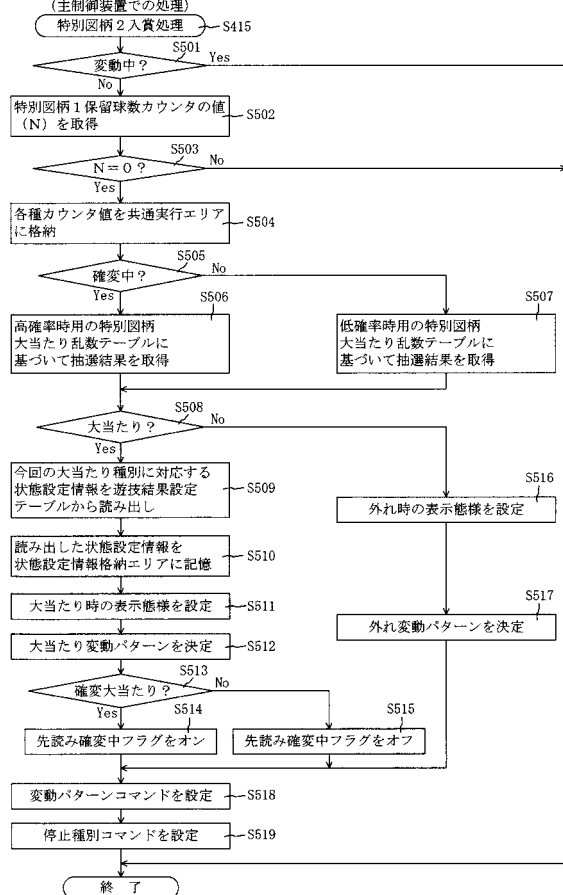 (主制御装置での処理)
特別図柄2入賞処理
S415
S501
変動中?
Yes
No
特別図柄1保留球数カウンタの値
(N)を取得
S502
S503
N=0?
No
Yes
各種カウンタ値を共通実行エリア
に格納
S504
S505
確変中?
No
Yes
S506
高確率時用の特別図柄
大当たり乱数テーブルに
基づいて抽選結果を取得
S507
低確率時用の特別図柄
大当たり乱数テーブルに
基づいて抽選結果を取得
S508
大当たり?
No
Yes
今回の大当たり種別に対応する
状態設定情報を遊技結果設定
テーブルから読み出し
S509
S516
外れ時の表示態様を設定
読み出した状態設定情報を
状態設定情報格納エリアに記憶
S510
大当たり時の表示態様を設定
S511
S517
外れ変動パターンを決定
大当たり変動パターンを決定
S512
S513
確変大当たり?
No
Yes
S514
先読み確変中フラグをオン
S515
先読み確変中フラグをオフ
変動パターンコマンドを設定
S518
停止種別コマンドを設定
S519
終了